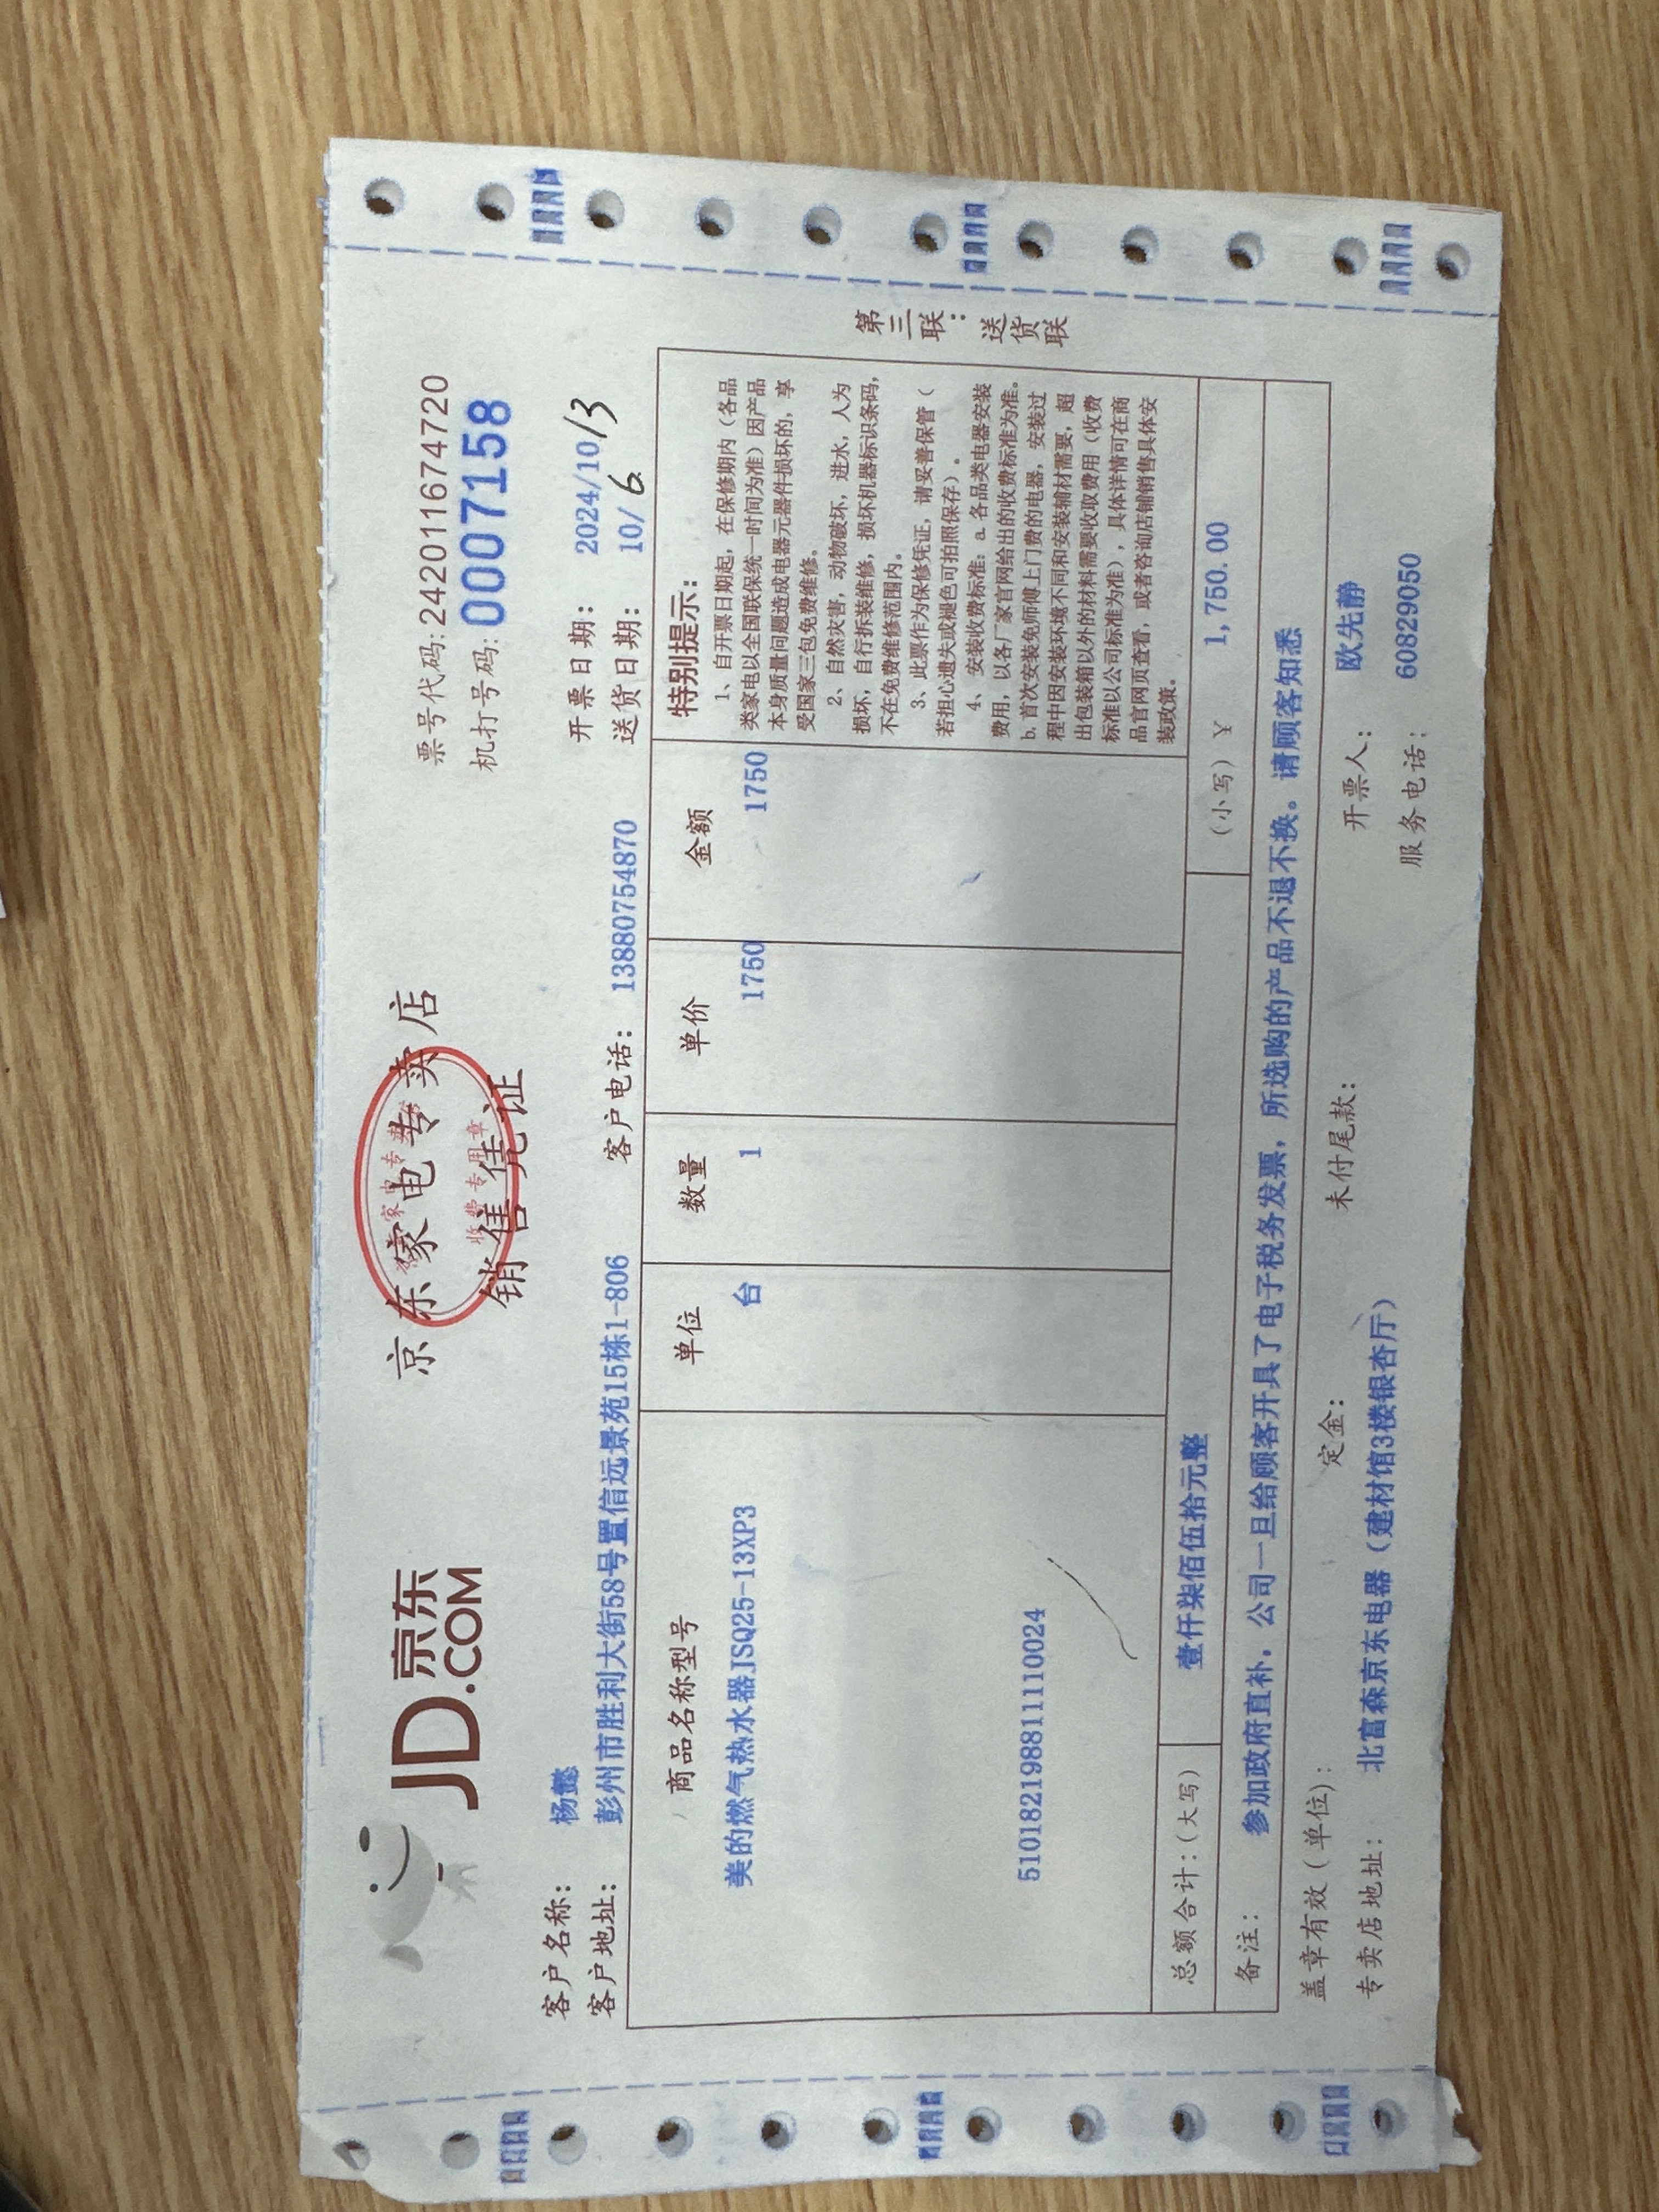 JD京东
JD.COM
京东家电专卖店
销售凭证
票号代码:242011674720
机打号码:0007158
客户名称: 杨懿
开票日期: 2024/10/13
客户地址: 彭州市胜利大街58号置信远景苑15栋1-806
客户电话: 13880754870
送货日期: 10/6
商品名称型号 单位 数量 单价 金额
美的燃气热水器JSQ25-13XP3 台 1 1750 1750
510182198811110024
特别提示:
1、自开票日期起,在保修期内(各品
类家电以全国联保统一时间为准)因产品
本身质量问题造成电器元器件损坏的,享
受国家三包免费维修。
2、自然灾害,动物破坏,进水,人为
损坏,自行拆装维修,损坏机器标识条码,
不在免费维修范围内。
3、此票作为保修凭证,请妥善保管(
若担心遗失或褪色可拍照保存)。
4、安装收费标准:a.各品类电器安装
费用,以各厂家官网给出的收费标准为准。
b.首次安装免师傅上门费的电器,安装过
程中因安装环境不同和安装辅材需要,超
出包装箱以外的材料需要收取费用(收费
标准以公司标准为准),具体详情可在商
品官网页查看,或者咨询店铺销售具体安
装政策。
第三联:送货联
总额合计:(大写) 壹仟柒佰伍拾元整 (小写)¥ 1,750.00
备注: 参加政府直补,公司一旦给顾客开具了电子税务发票,所选购的产品不退不换。请顾客知悉
盖章有效(单位): 定金: 未付尾款: 开票人: 欧先静
专卖店地址: 北富森京东电器(建材馆3楼银杏厅) 服务电话: 60829050